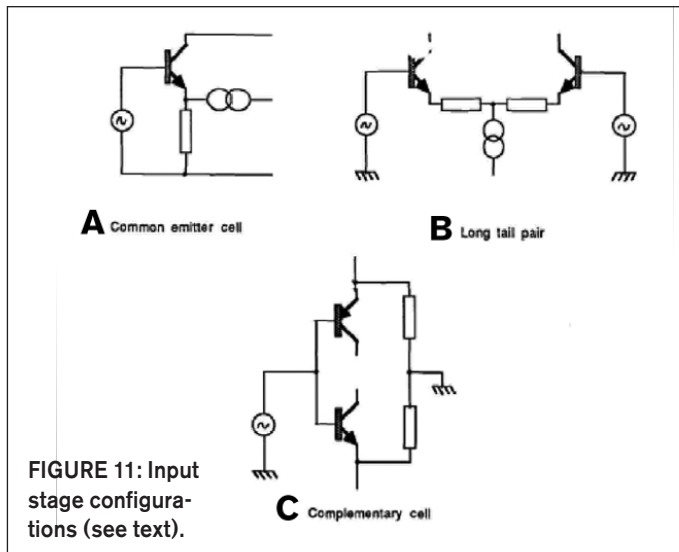 A Common emitter cell
B Long tail pair
FIGURE 11: Input
stage configura-
tions (see text).
C Complementary cell